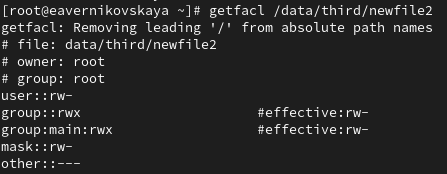 [root@eavernikovskaya ~]# getfacl /data/third/newfile2
getfacl: Removing leading '/' from absolute path names
# file: data/third/newfile2
# owner: root
# group: root
user::rw-
group::rwx #effective:rw-
group:main:rwx #effective:rw-
mask::rw-
other::---